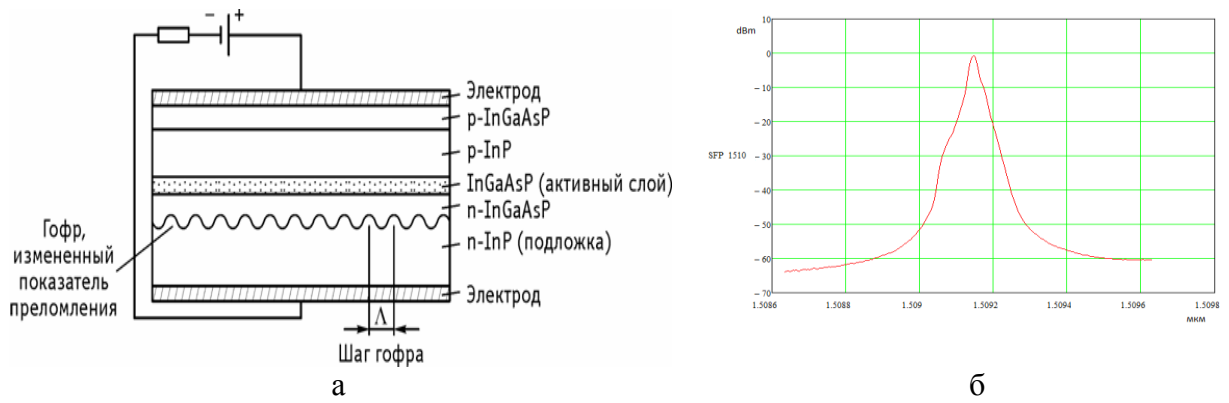 − +
Электрод
p-InGaAsP
p-InP
InGaAsP (активный слой)
n-InGaAsP
n-InP (подложка)
Электрод
Гофр,
измененный
показатель
преломления
Λ
Шаг гофра
а
10
dBm
0
−10
−20
SFP 1510
−30
−40
−50
−60
−70
1.5086
1.5088
1.509
1.5092
1.5094
1.5096
1.5098
мкм
б